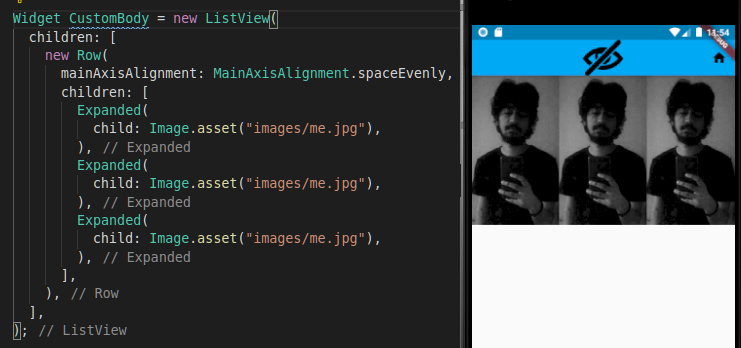 Widget CustomBody = new ListView(
children: [
new Row(
mainAxisAlignment: MainAxisAlignment.spaceEvenly,
children: [
Expanded(
child: Image.asset("images/me.jpg"),
), // Expanded
Expanded(
child: Image.asset("images/me.jpg"),
), // Expanded
Expanded(
child: Image.asset("images/me.jpg"),
), // Expanded
],
), // Row
],
); // ListView
11:54
DEBUG